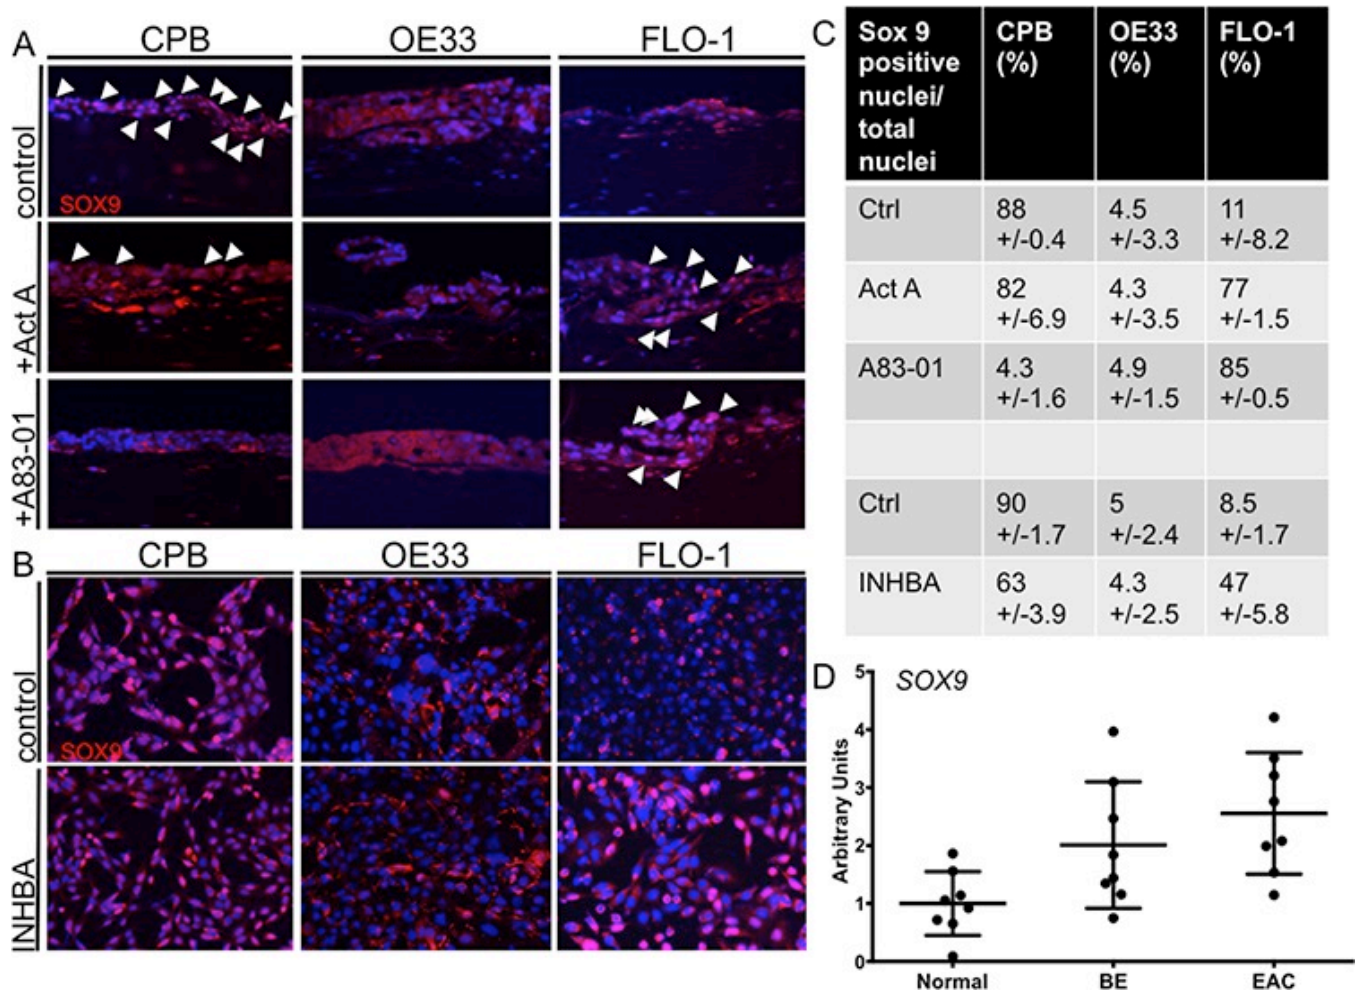 A
CPB
OE33
FLO-1
control
SOX9
+Act A
+A83-01
B
CPB
OE33
FLO-1
control
SOX9
INHBA
C
Sox 9 positive nuclei/ total nuclei
CPB (%)
OE33 (%)
FLO-1 (%)
Ctrl
88 +/-0.4
4.5 +/-3.3
11 +/-8.2
Act A
82 +/-6.9
4.3 +/-3.5
77 +/-1.5
A83-01
4.3 +/-1.6
4.9 +/-1.5
85 +/-0.5
Ctrl
90 +/-1.7
5 +/-2.4
8.5 +/-1.7
INHBA
63 +/-3.9
4.3 +/-2.5
47 +/-5.8
D
SOX9
Arbitrary Units
5
4
3
2
1
0
Normal
BE
EAC